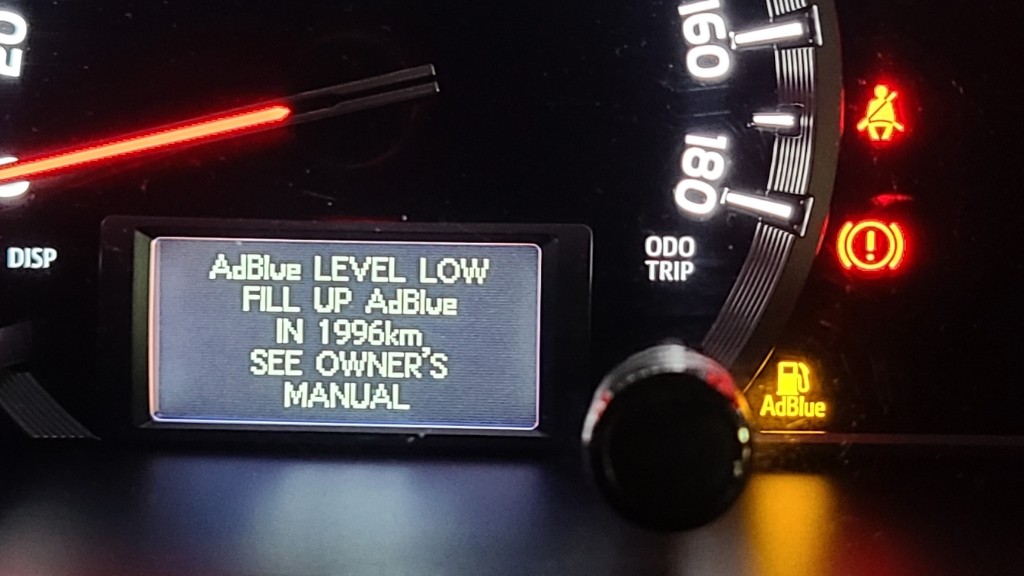 20
160
180
DISP
ODO
TRIP
AdBlue LEVEL LOW
FILL UP AdBlue
IN 1996km
SEE OWNER'S
MANUAL
AdBlue